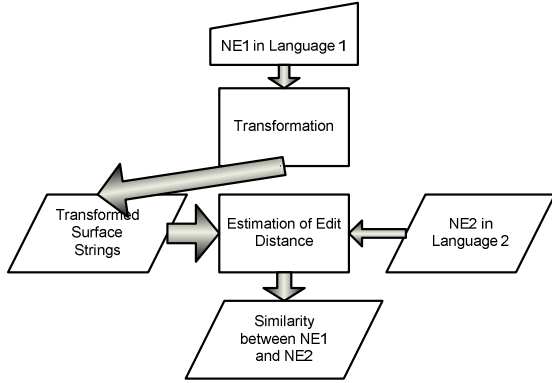 NE1 in Language 1
Transformation
Transformed
Surface
Strings
Estimation of Edit
Distance
NE2 in
Language 2
Similarity
between NE1
and NE2